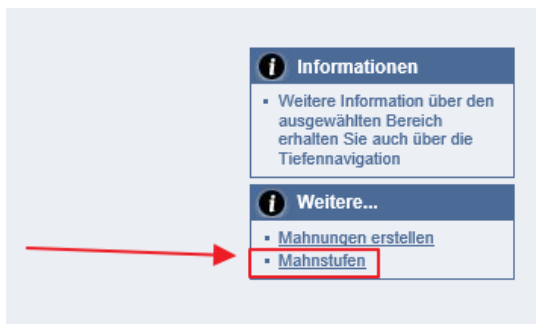 Informationen
Weitere Information über den
ausgewählten Bereich
erhalten Sie auch über die
Tiefennavigation
Weitere...
Mahnungen erstellen
Mahnstufen